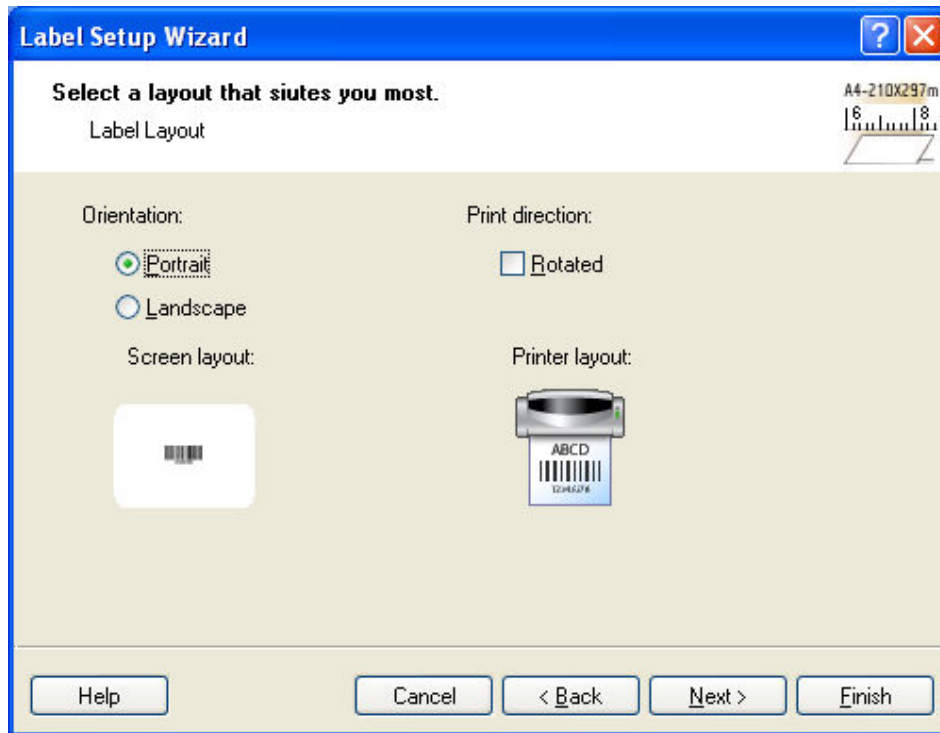 Label Setup Wizard
?
Select a layout that siutes you most.
Label Layout
A4-210X297m
6 8
Orientation:
Print direction:
Portrait
Rotated
Landscape
Screen layout:
Printer layout:
ABCD
12345678
Help
Cancel
< Back
Next >
Finish